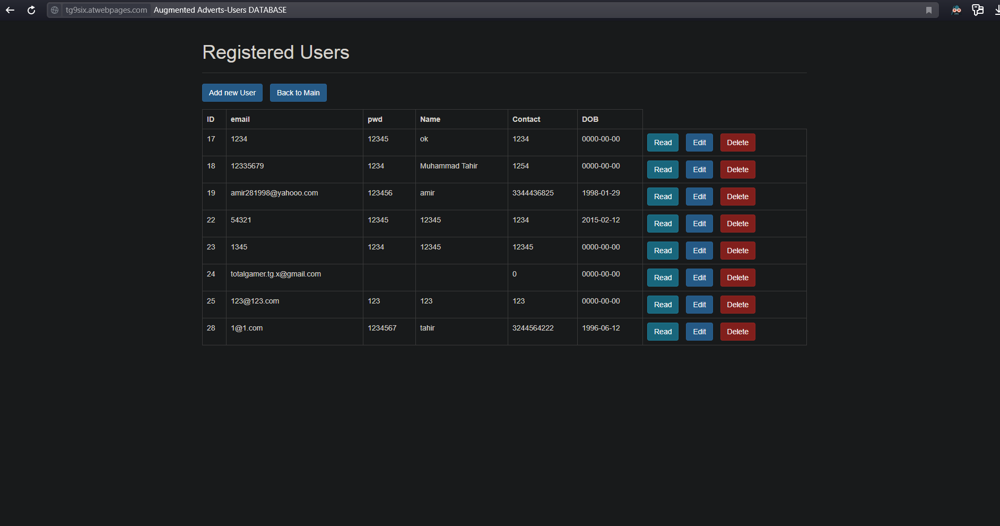 tg9six.atwebpages.com Augmented Adverts-Users DATABASE
Registered Users
Add new User Back to Main
ID email pwd Name Contact DOB
17 1234 12345 ok 1234 0000-00-00 Read Edit Delete
18 12335679 1234 Muhammad Tahir 1254 0000-00-00 Read Edit Delete
19 amir281998@yahooo.com 123456 amir 3344436825 1998-01-29 Read Edit Delete
22 54321 12345 12345 1234 2015-02-12 Read Edit Delete
23 1345 1234 12345 12345 0000-00-00 Read Edit Delete
24 totalgamer.tg.x@gmail.com 0 0000-00-00 Read Edit Delete
25 123@123.com 123 123 123 0000-00-00 Read Edit Delete
28 1@1.com 1234567 tahir 3244564222 1996-06-12 Read Edit Delete